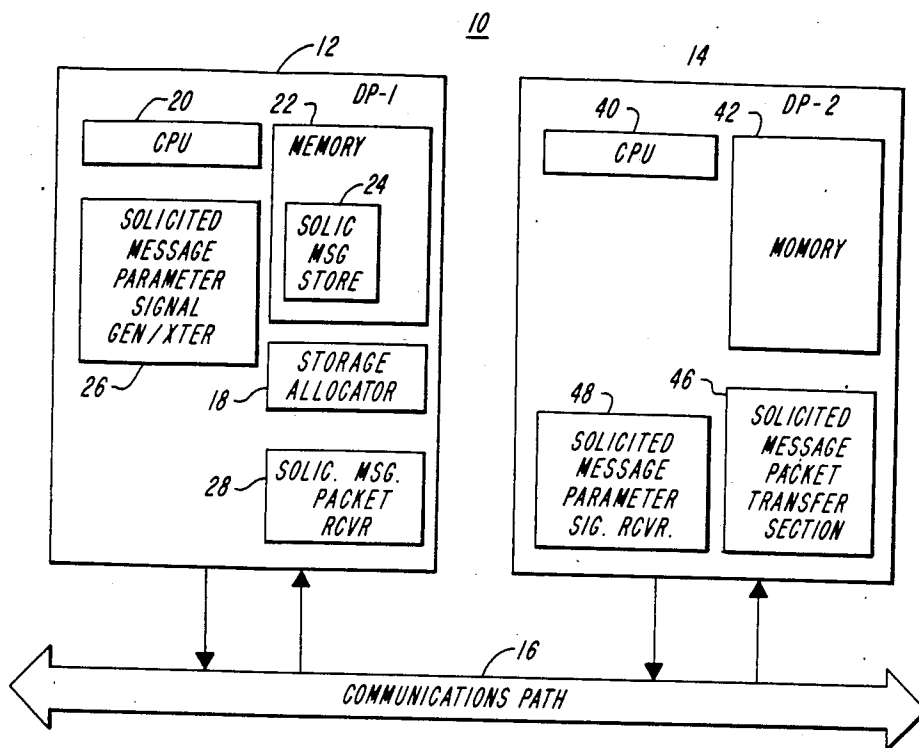 10
12
DP-1
20
CPU
22
MEMORY
24
SOLIC
MSG
STORE
SOLICITED
MESSAGE
PARAMETER
SIGNAL
GEN/XTER
26
18
STORAGE
ALLOCATOR
28
SOLIC. MSG.
PACKET
RCVR
14
DP-2
40
CPU
42
MOMORY
48
SOLICITED
MESSAGE
PARAMETER
SIG. RCVR.
46
SOLICITED
MESSAGE
PACKET
TRANSFER
SECTION
16
COMMUNICATIONS PATH